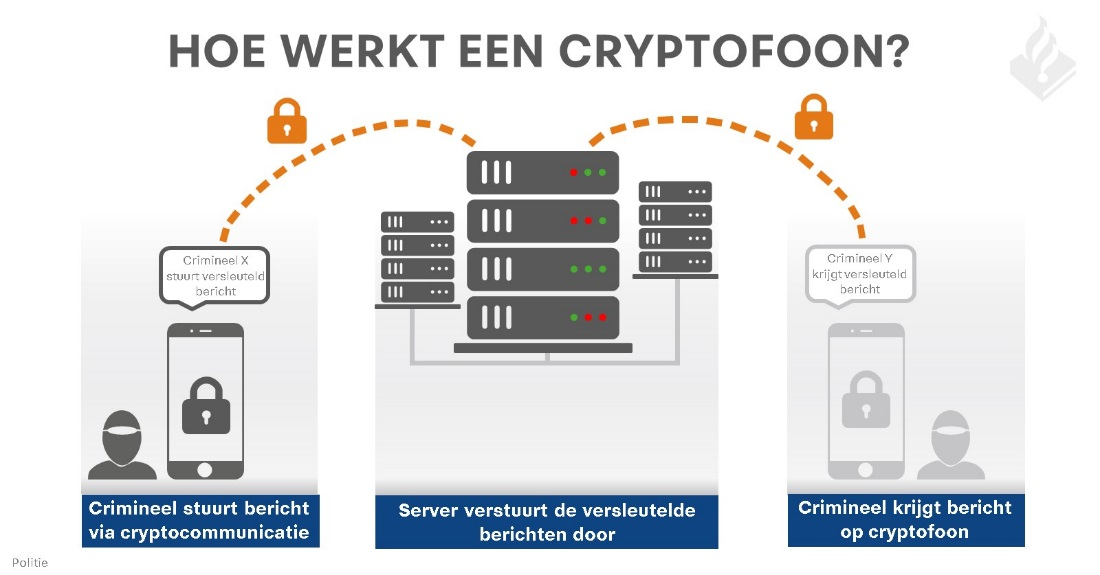 HOE WERKT EEN CRYPTOFOON?
Crimineel X
stuurt versleuteld
bericht
Crimineel Y
krijgt versleuteld
bericht
Crimineel stuurt bericht
via cryptocommunicatie
Server verstuurt de versleutelde
berichten door
Crimineel krijgt bericht
op cryptofoon
Politie